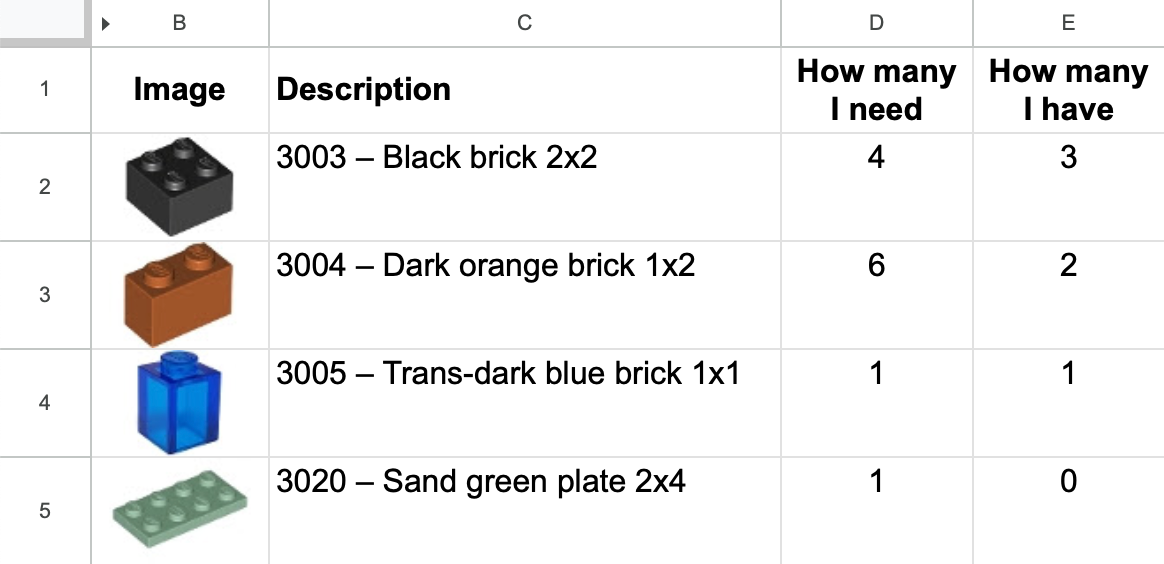 B C D E
1 Image Description How many I need How many I have
2 3003 – Black brick 2x2 4 3
3 3004 – Dark orange brick 1x2 6 2
4 3005 – Trans-dark blue brick 1x1 1 1
5 3020 – Sand green plate 2x4 1 0